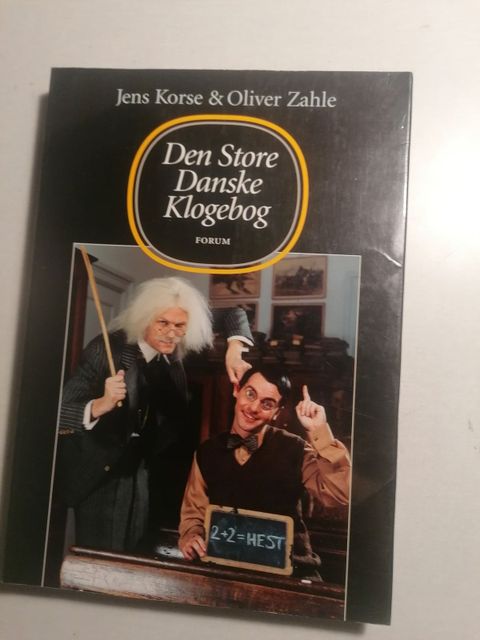 Jens Korse & Oliver Zahle
Den Store
Danske
Klogebog
FORUM
2+2=HEST